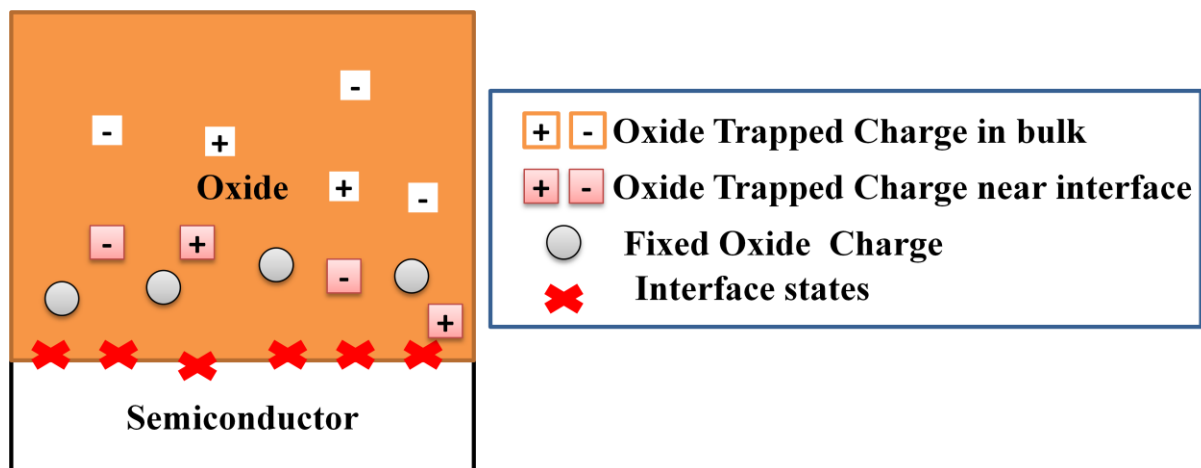 -
-
+
Oxide
+
-
-
+
-
+
Semiconductor
+ - Oxide Trapped Charge in bulk
+ - Oxide Trapped Charge near interface
Fixed Oxide Charge
Interface states